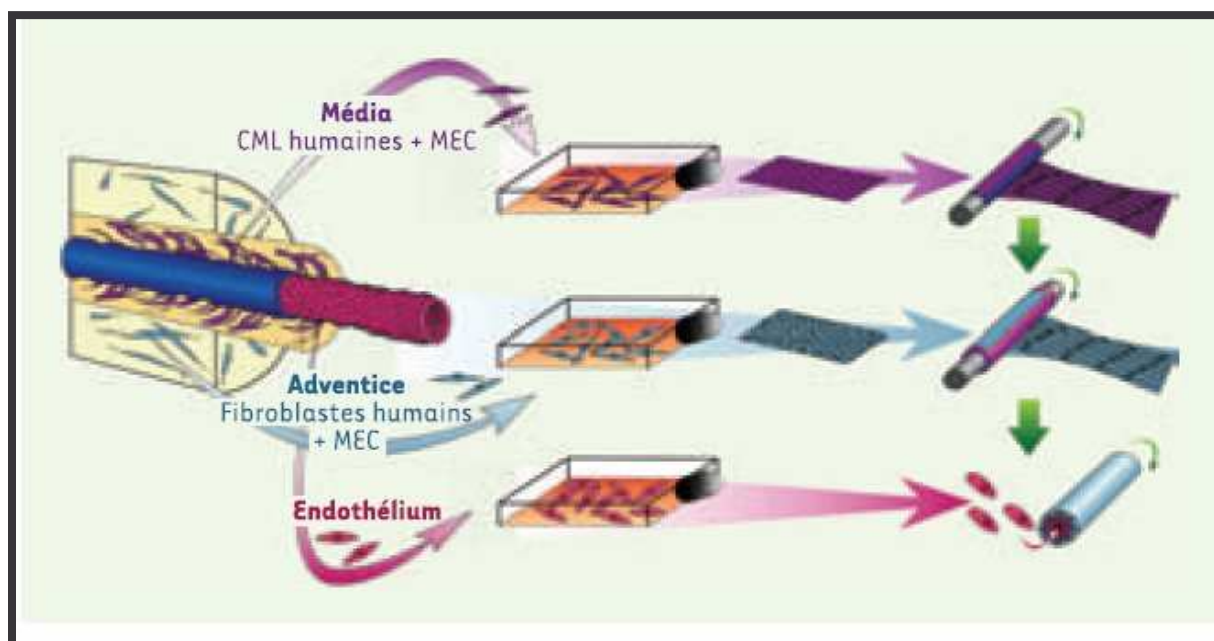 Média
CML humaines + MEC
Adventice
Fibroblastes humains
+ MEC
Endothélium